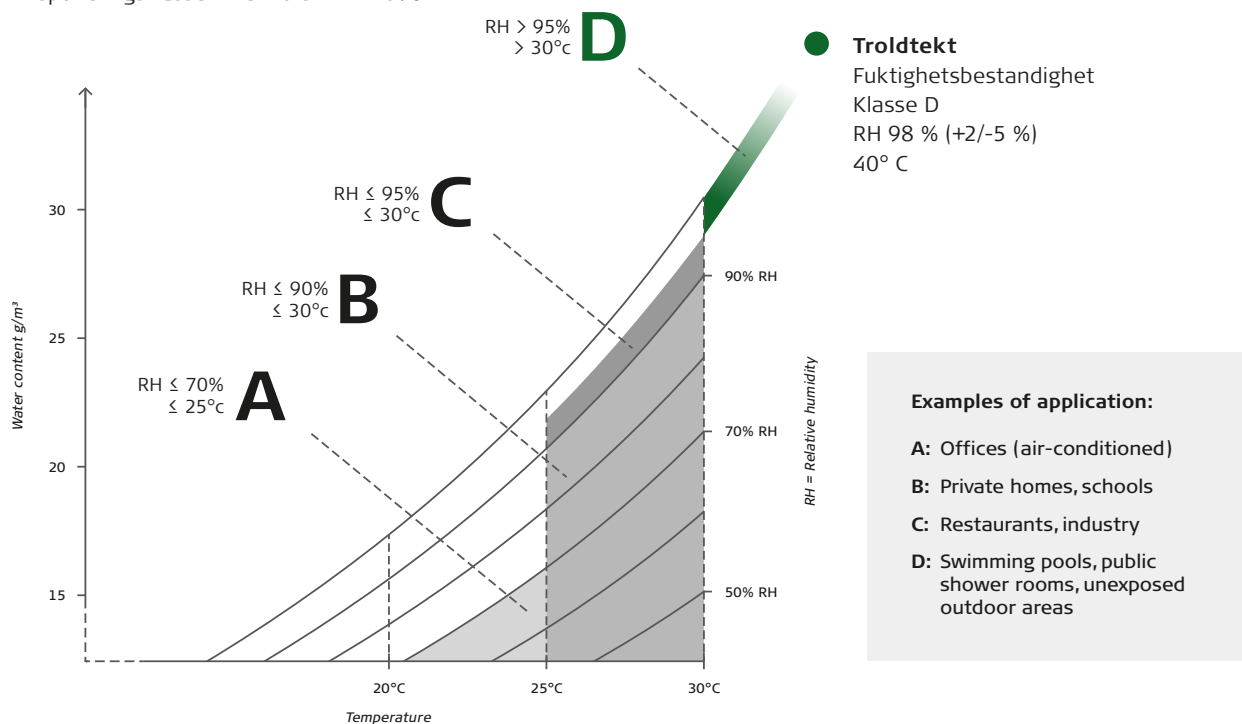 RH > 95%
> 30°c
D
Troldtekt
Fuktighetsbestandighet
Klasse D
RH 98 % (+2/-5 %)
40° C
RH ≤ 95%
≤ 30°c
C
RH ≤ 90%
≤ 30°c
B
RH ≤ 70%
≤ 25°c
A
Water content g/m³
30
25
20
15
90% RH
70% RH
50% RH
RH = Relative humidity
20°C
25°C
30°C
Temperature
Examples of application:
A: Offices (air-conditioned)
B: Private homes, schools
C: Restaurants, industry
D: Swimming pools, public
shower rooms, unexposed
outdoor areas